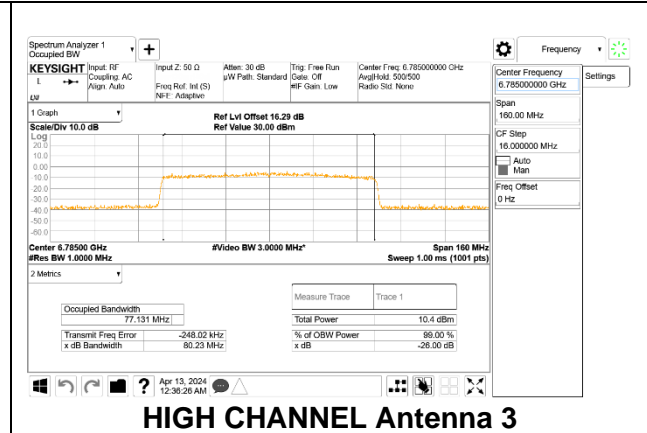 Spectrum Analyzer 1
Occupied BW
Frequency
KEYSIGHT Input: RF Input Z: 50 Ω Atten: 30 dB Trig: Free Run Center Freq: 6.785000000 GHz
Coupling: AC µW Path: Standard Gate: Off Avg|Hold: 500/500
Align: Auto Freq Ref: Int (S) #IF Gain: Low Radio Std: None
NFE: Adaptive
Center Frequency
6.785000000 GHz
Settings
Span
160.00 MHz
CF Step
16.000000 MHz
Auto
Man
Freq Offset
0 Hz
1 Graph
Ref Lvl Offset 16.29 dB
Scale/Div 10.0 dB Ref Value 30.00 dBm
Log
20.0
10.0
0.00
-10.0
-20.0
-30.0
-40.0
-50.0
-60.0
Center 6.78500 GHz #Video BW 3.0000 MHz* Span 160 MHz
#Res BW 1.0000 MHz Sweep 1.00 ms (1001 pts)
2 Metrics
Measure Trace Trace 1
Occupied Bandwidth
77.131 MHz Total Power 10.4 dBm
Transmit Freq Error -248.02 kHz % of OBW Power 99.00 %
x dB Bandwidth 80.23 MHz x dB -26.00 dB
? Apr 13, 2024
12:36:26 AM
HIGH CHANNEL Antenna 3